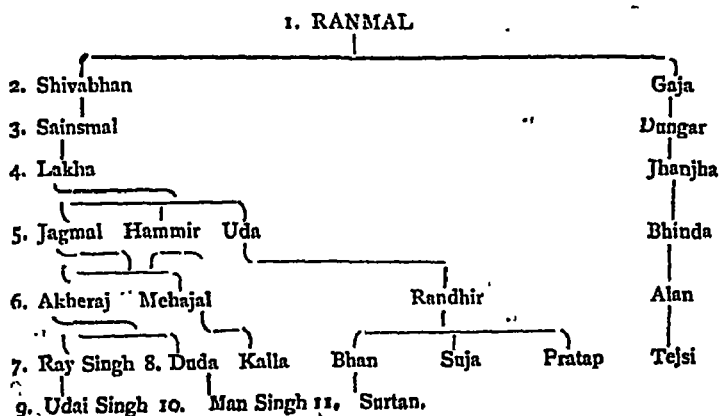 1. RANMAL
2. Shivabhan Gaja
3. Sainsmal Dungar
4. Lakha Jhanjha
5. Jagmal Hammir Uda Bhinda
6. Akheraj Mehajal Randhir Alan
7. Ray Singh 8. Duda Kalla Bhan Suja Pratap Tejsi
9. Udai Singh 10. Man Singh 11. Surtan.